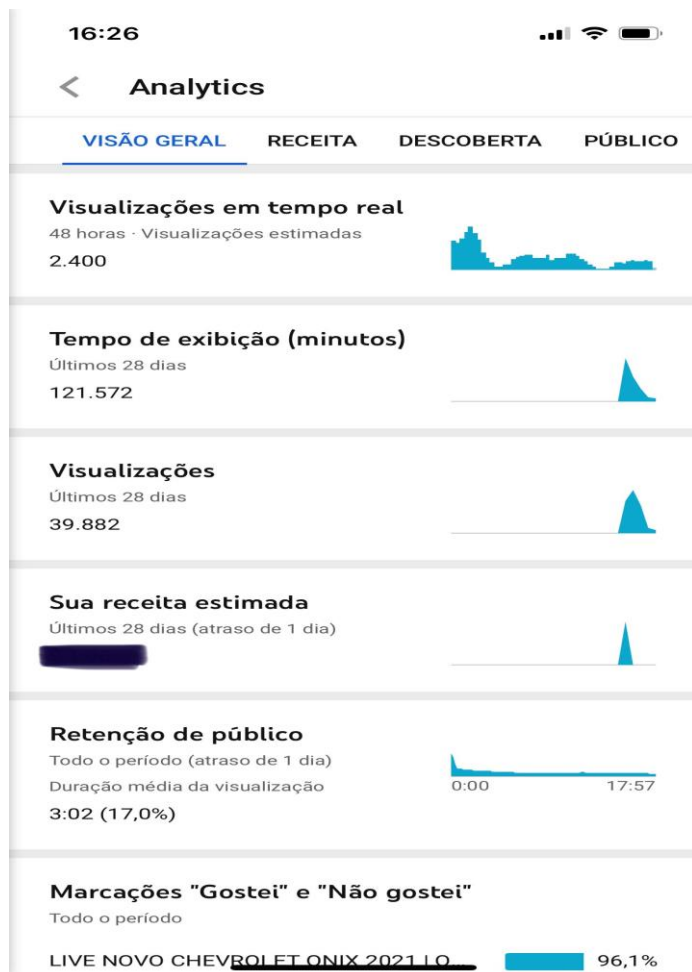 16:26
Analytics
VISÃO GERAL RECEITA DESCOBERTA PÚBLICO
Visualizações em tempo real
48 horas · Visualizações estimadas
2.400
Tempo de exibição (minutos)
Últimos 28 dias
121.572
Visualizações
Últimos 28 dias
39.882
Sua receita estimada
Últimos 28 dias (atraso de 1 dia)
Retenção de público
Todo o período (atraso de 1 dia)
Duração média da visualização
0:00 17:57
3:02 (17,0%)
Marcações "Gostei" e "Não gostei"
Todo o período
LIVE NOVO CHEVROLET ONIX 2021 | O... 96,1%